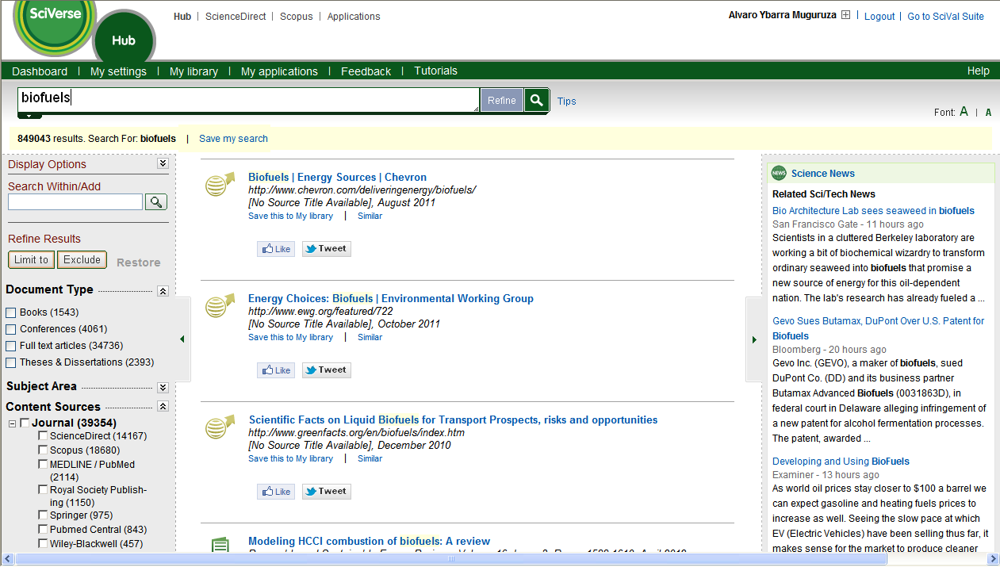 SciVerse
Hub
Hub | ScienceDirect | Scopus | Applications
Alvaro Ybarra Muguruza | Logout | Go to SciVal Suite
Dashboard | My settings | My library | My applications | Feedback | Tutorials
Help
biofuels
Refine
Tips
Font: A | A
849043 results. Search For: biofuels | Save my search
Display Options
Search Within/Add
Refine Results
Limit to
Exclude
Restore
Document Type
Books (1543)
Conferences (4061)
Full text articles (34736)
Theses & Dissertations (2393)
Subject Area
Content Sources
Journal (39354)
ScienceDirect (14167)
Scopus (18680)
MEDLINE / PubMed
(2114)
Royal Society Publish-
ing (1150)
Springer (975)
Pubmed Central (843)
Wiley-Blackwell (457)
Biofuels | Energy Sources | Chevron
http://www.chevron.com/deliveringenergy/biofuels/
[No Source Title Available], August 2011
Save this to My library | Similar
Like
Tweet
Energy Choices: Biofuels | Environmental Working Group
http://www.ewg.org/featured/722
[No Source Title Available], October 2011
Save this to My library | Similar
Like
Tweet
Scientific Facts on Liquid Biofuels for Transport Prospects, risks and opportunities
http://www.greenfacts.org/en/biofuels/index.htm
[No Source Title Available], December 2010
Save this to My library | Similar
Like
Tweet
Modeling HCCI combustion of biofuels: A review
NEWS
Science News
Related Sci/Tech News
Bio Architecture Lab sees seaweed in biofuels
San Francisco Gate - 11 hours ago
Scientists in a cluttered Berkeley laboratory are
working a bit of biochemical wizardry to transform
ordinary seaweed into biofuels that promise a
new source of energy for this oil-dependent
nation. The lab's research has already fueled a ...
Gevo Sues Butamax, DuPont Over U.S. Patent for
Biofuels
Bloomberg - 20 hours ago
Gevo Inc. (GEVO), a maker of biofuels, sued
DuPont Co. (DD) and its business partner
Butamax Advanced Biofuels (0031863D), in
federal court in Delaware alleging infringement of
a new patent for alcohol fermentation processes.
The patent, awarded ...
Developing and Using BioFuels
Examiner - 13 hours ago
As world oil prices stay closer to $100 a barrel we
can expect gasoline and heating fuels prices to
increase as well. Seeing the slow pace at which
EV (Electric Vehicles) have been selling thus far, it
makes sense for the market to produce cleaner